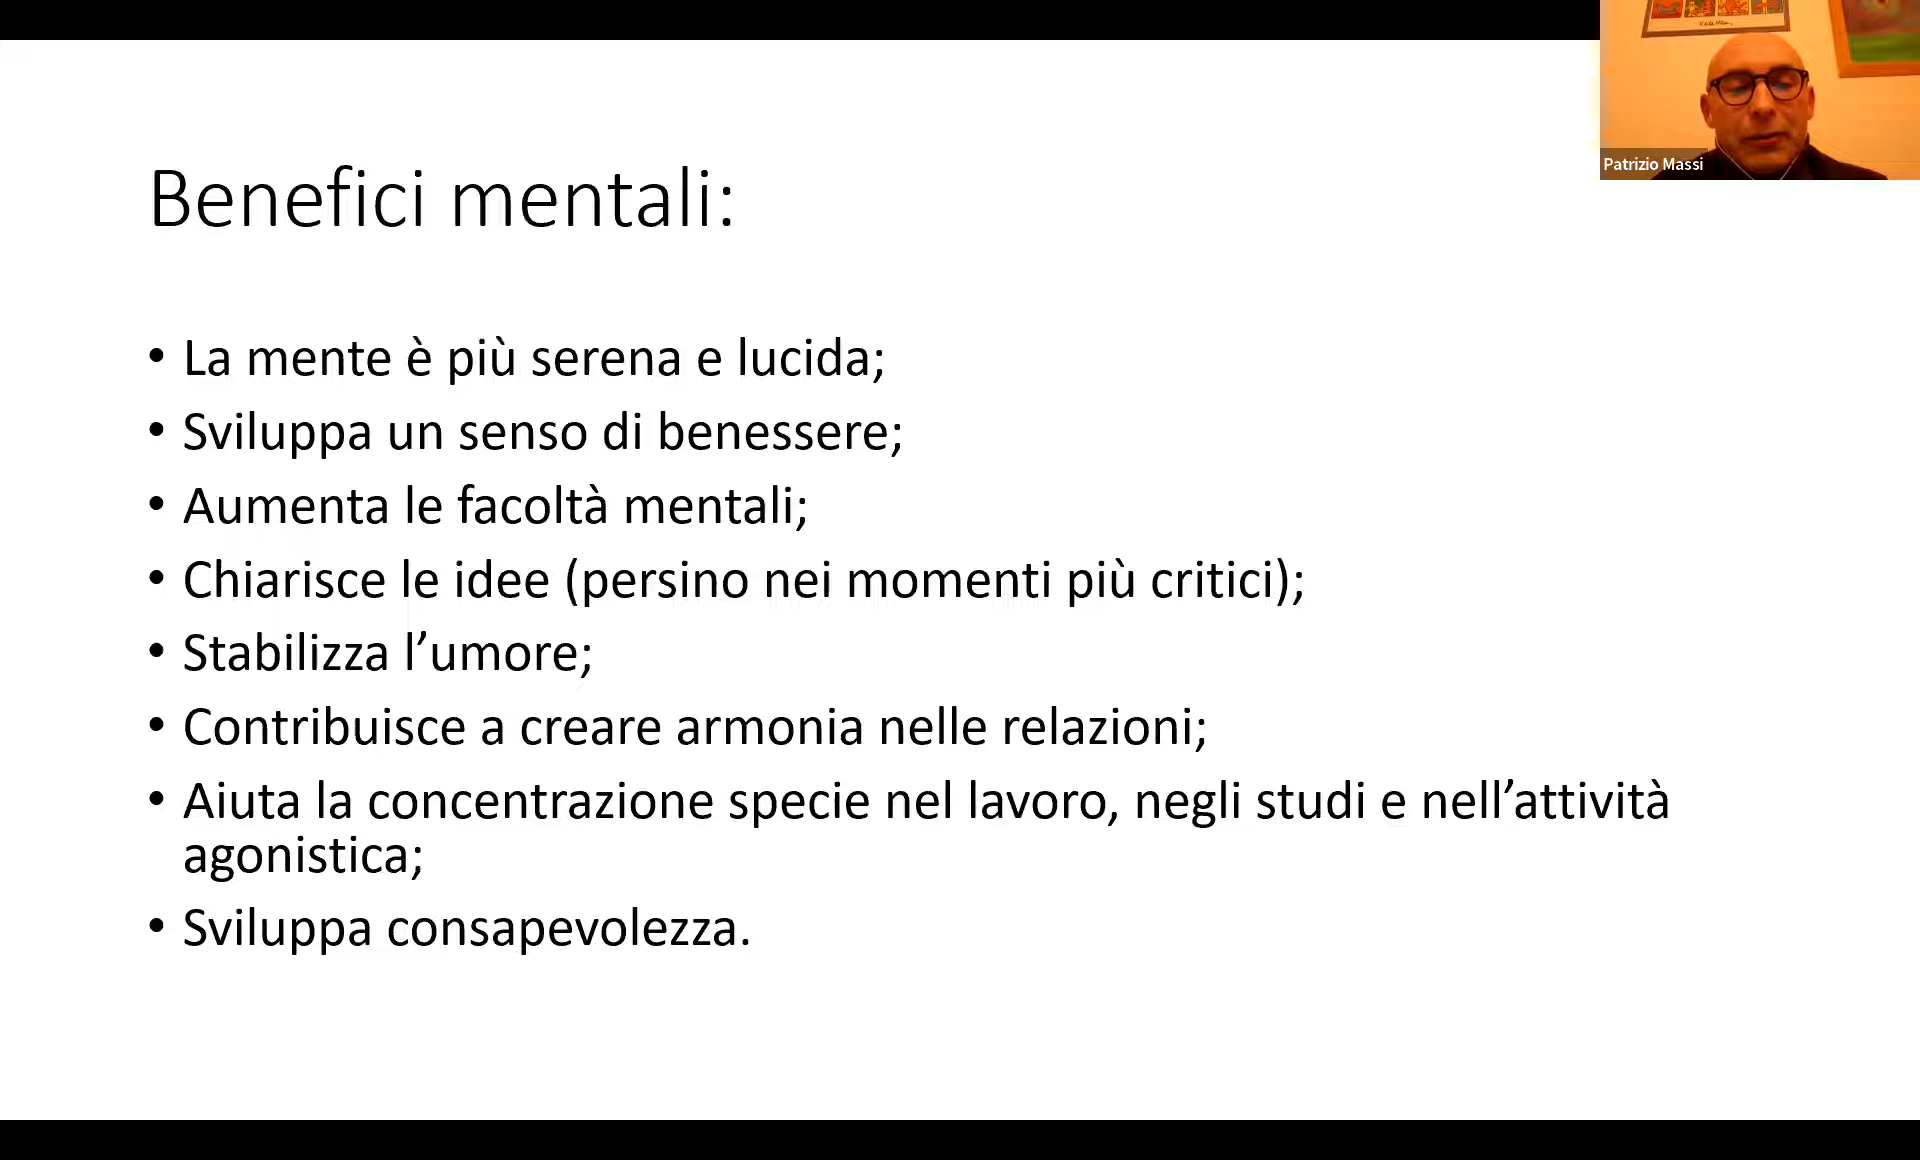 Benefici mentali:
• La mente è più serena e lucida;
• Sviluppa un senso di benessere;
• Aumenta le facoltà mentali;
• Chiarisce le idee (persino nei momenti più critici);
• Stabilizza l’umore;
• Contribuisce a creare armonia nelle relazioni;
• Aiuta la concentrazione specie nel lavoro, negli studi e nell’attività
agonistica;
• Sviluppa consapevolezza.
Patrizio Massi